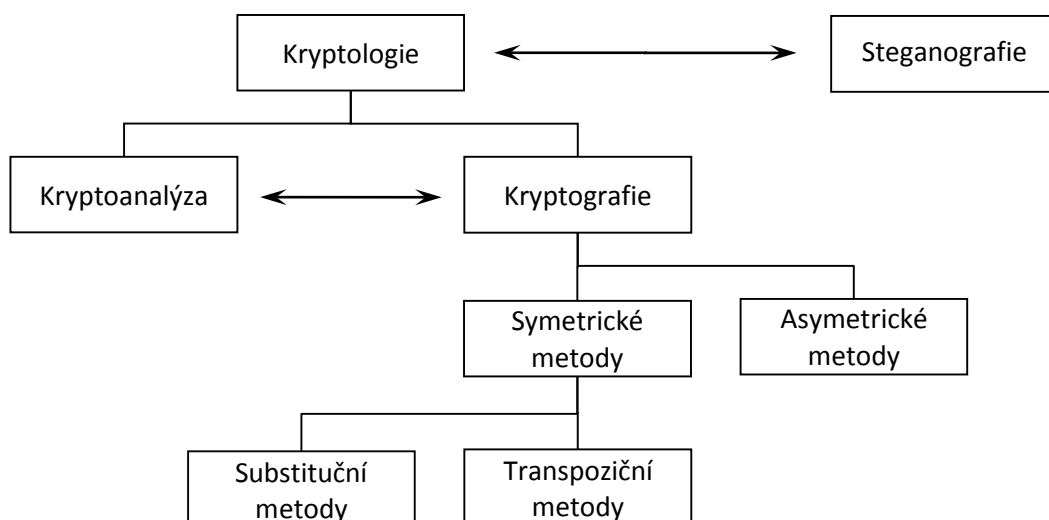 Kryptologie
Steganografie
Kryptoanalýza
Kryptografie
Symetrické
metody
Asymetrické
metody
Substituční
metody
Transpoziční
metody